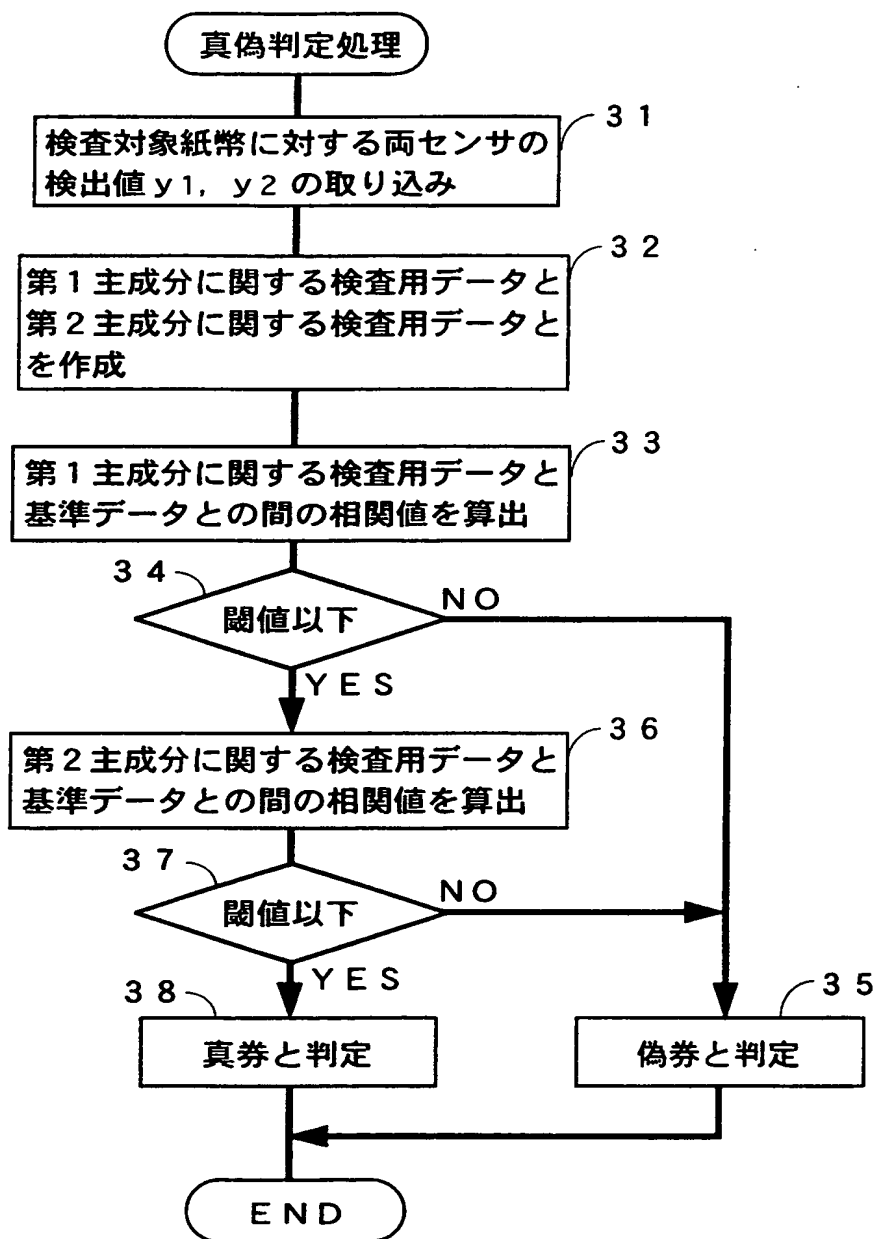 真偽判定処理
31
検査対象紙幣に対する両センサの
検出値y1, y2の取り込み
32
第1主成分に関する検査用データと
第2主成分に関する検査用データと
を作成
33
第1主成分に関する検査用データと
基準データとの間の相関値を算出
34
閾値以下
NO
YES
36
第2主成分に関する検査用データと
基準データとの間の相関値を算出
37
閾値以下
NO
YES
38
真券と判定
35
偽券と判定
END